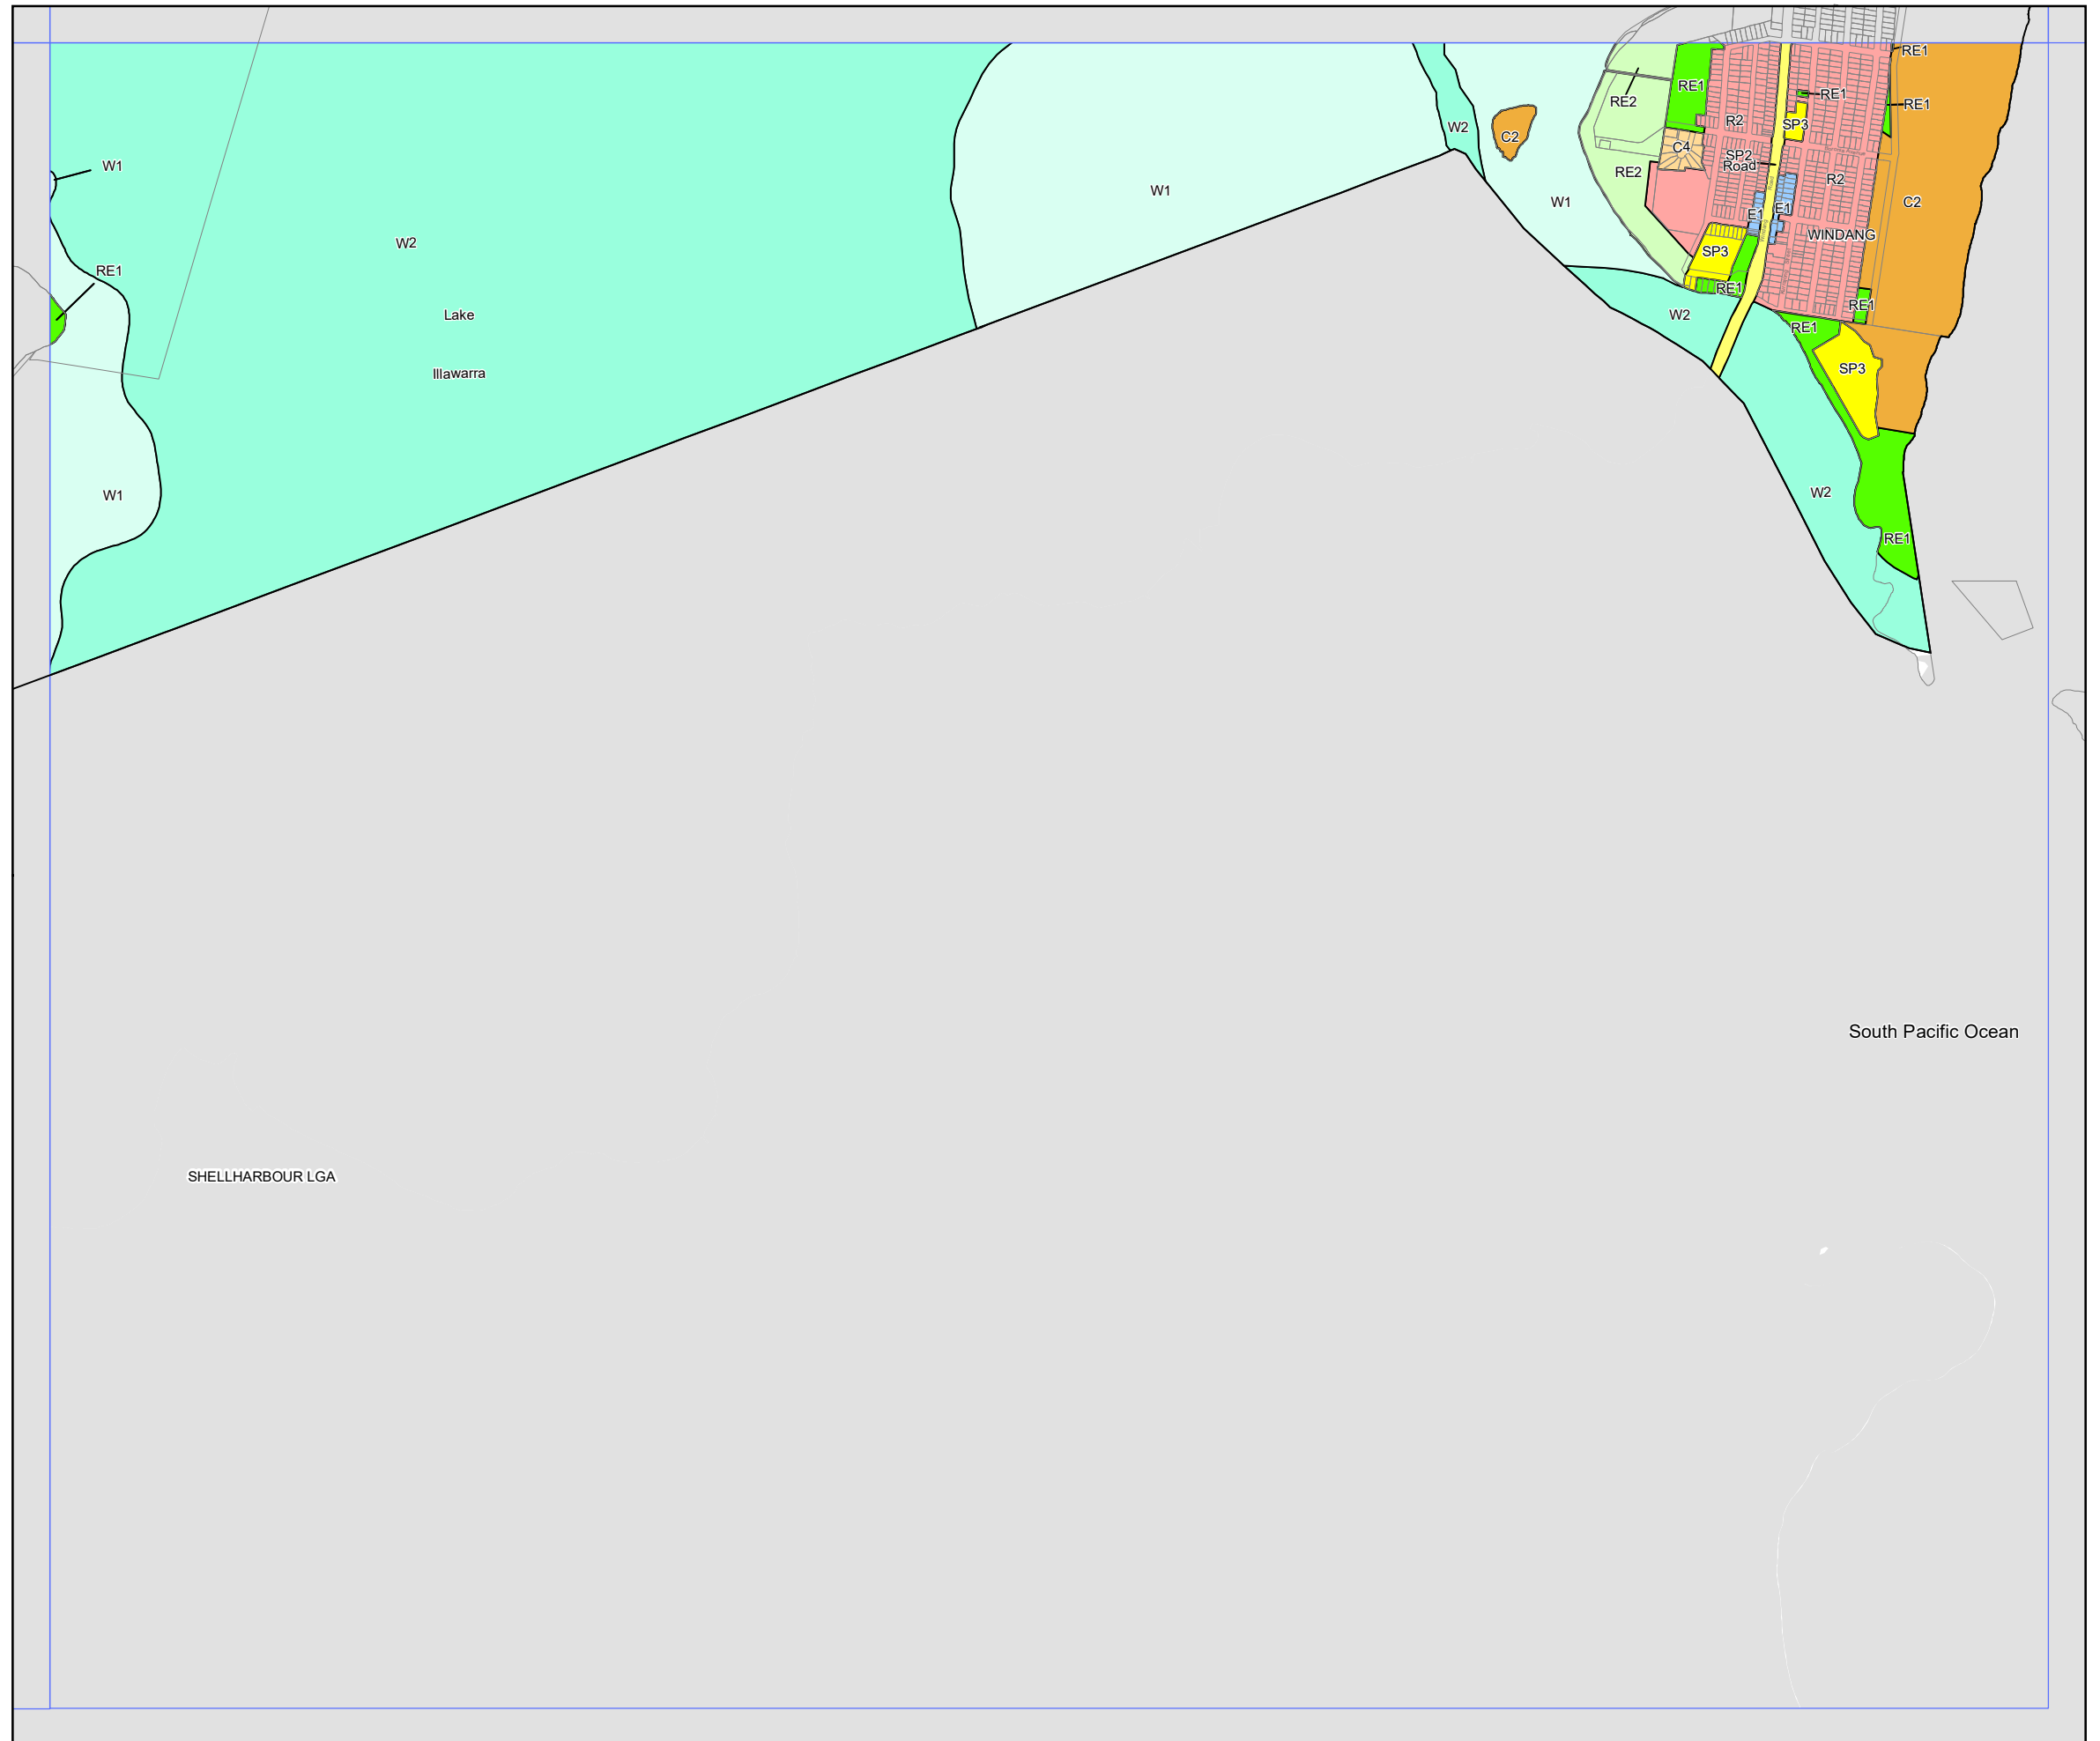 RE1
RE1
RE2
RE1
RE1
RE1
SP3
R2
W2
C2
C4
SP2
Road
W1
RE2
R2
W1
W1
C2
E1
E1
WINDANG
W2
SP3
RE1
RE1
RE1
Lake
W2
RE1
SP3
Illawarra
W2
W1
RE1
South Pacific Ocean
SHELLHARBOUR LGA